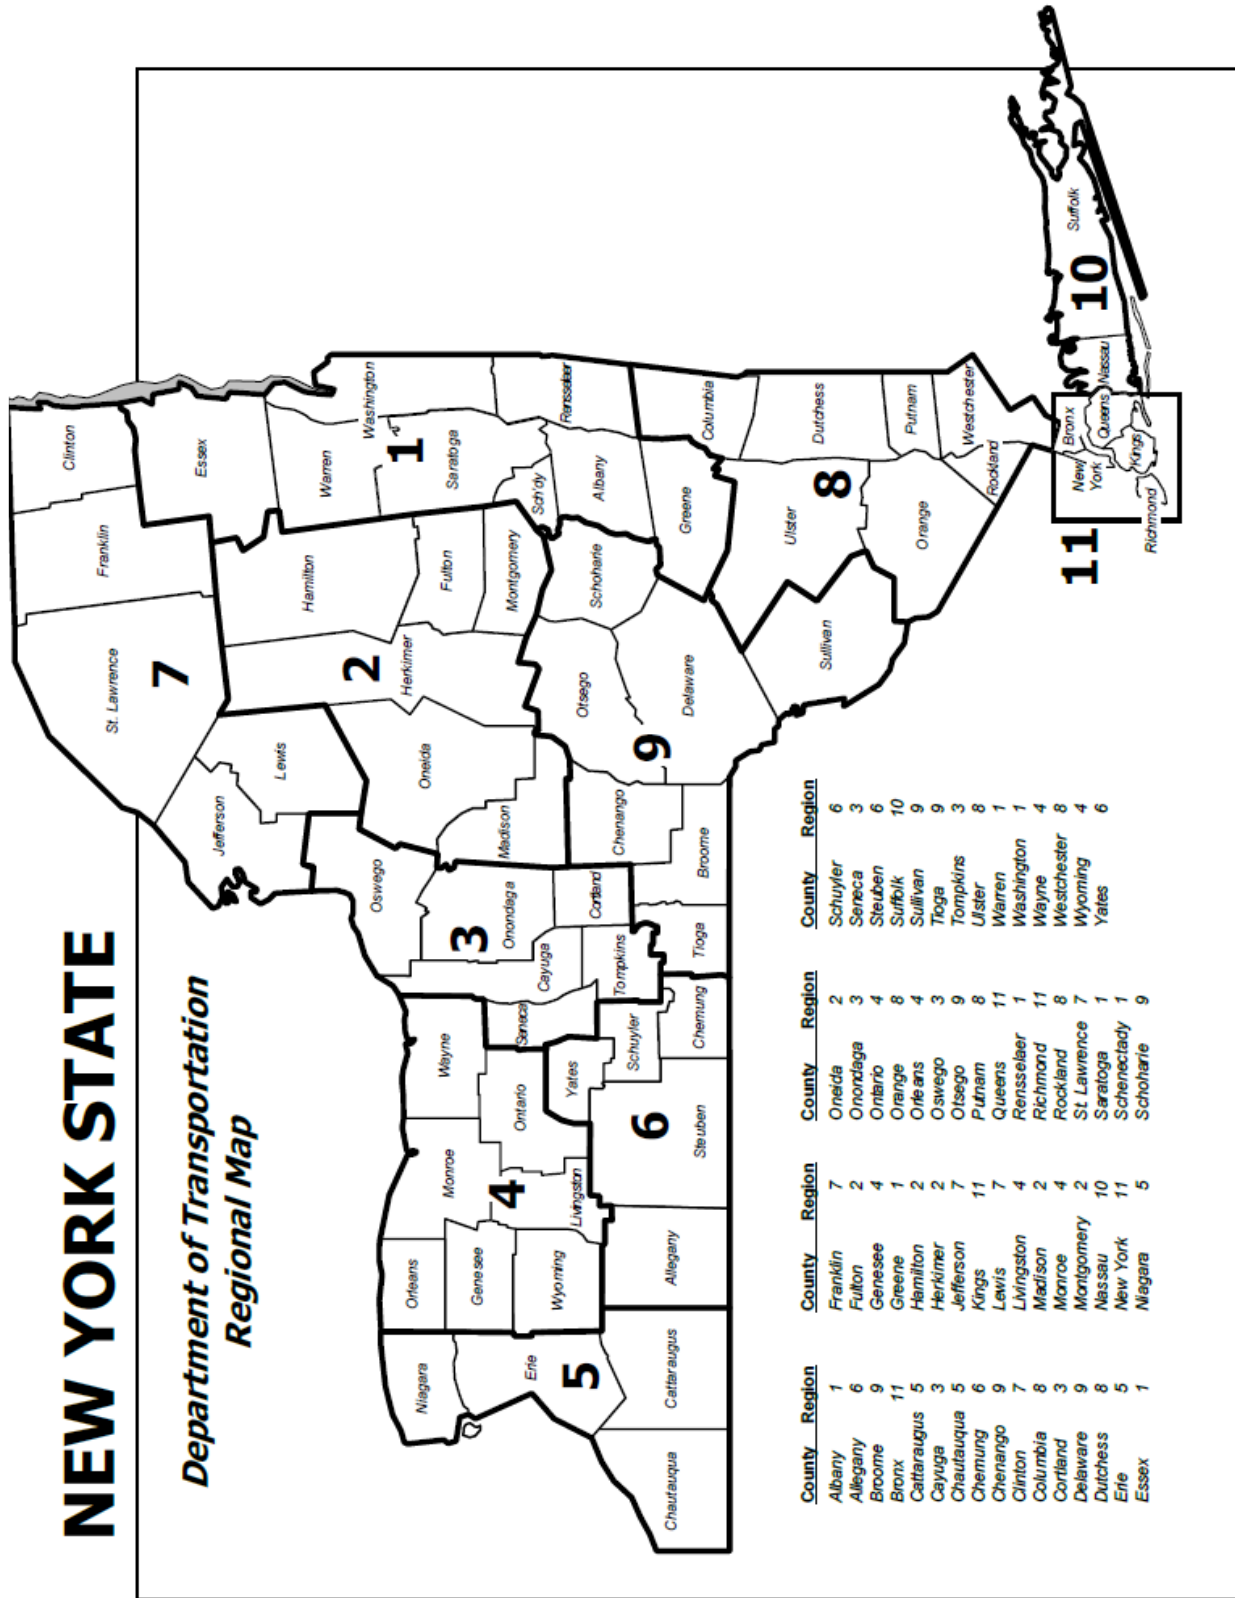 NEW YORK STATE
Department of Transportation
Regional Map
Clinton
Franklin
St. Lawrence
7
Essex
Jefferson
Lewis
Hamilton
Warren
Washington
2
Herkimer
1
Saratoga
Fulton
Oneida
Oswego
Montgomery
Sch'dy
Rensselaer
Madison
3
Onondaga
Cayuga
Cortland
Tompkins
Seneca
Wayne
Ontario
Yates
Monroe
4
Livingston
Orleans
Genesee
Wyoming
Niagara
Erie
5
Schoharie
Albany
Otsego
Chenango
9
Delaware
Greene
Columbia
Broome
Tioga
Chemung
Schuyler
6
Steuben
Allegany
Cattaraugus
Chautauqua
Ulster
8
Dutchess
Sullivan
Orange
Putnam
Westchester
Rockland
11
New
York
Bronx
Queens
Kings
Richmond
Nassau
10
Suffolk
County Region
Albany 1
Allegany 6
Broome 9
Bronx 11
Cattaraugus 5
Cayuga 3
Chautauqua 5
Chemung 6
Chenango 9
Clinton 7
Columbia 8
Cortland 3
Delaware 9
Dutchess 8
Erie 5
Essex 1
County Region
Franklin 7
Fulton 2
Genesee 4
Greene 1
Hamilton 2
Herkimer 2
Jefferson 7
Kings 11
Lewis 7
Livingston 4
Madison 2
Monroe 4
Montgomery 2
Nassau 10
New York 11
Niagara 5
County Region
Oneida 2
Onondaga 3
Ontario 4
Orange 8
Orleans 4
Oswego 3
Otsego 9
Putnam 8
Queens 11
Rensselaer 1
Richmond 11
Rockland 8
St. Lawrence 7
Saratoga 1
Schenectady 1
Schoharie 9
County Region
Schuyler 6
Seneca 3
Steuben 6
Suffolk 10
Sullivan 9
Tioga 9
Tompkins 3
Ulster 8
Warren 1
Washington 1
Wayne 4
Westchester 8
Wyoming 4
Yates 6